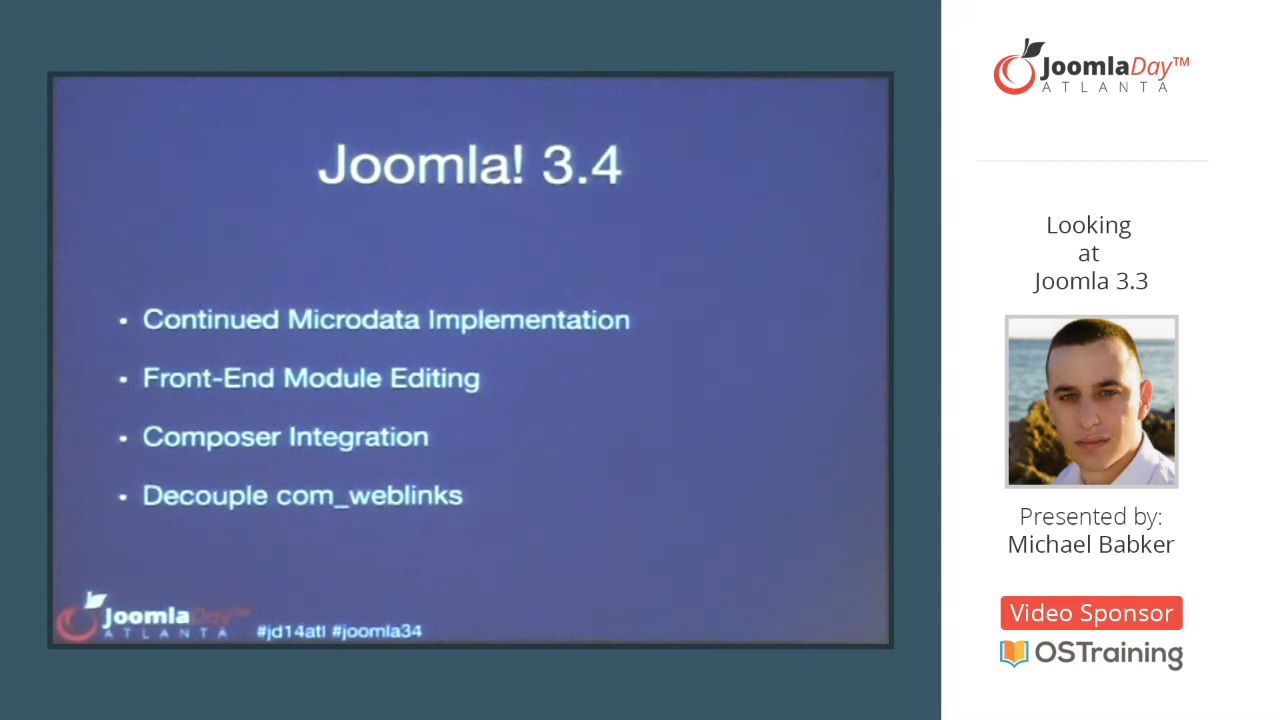 Joomla! 3.4
• Continued Microdata Implementation
• Front-End Module Editing
• Composer Integration
• Decouple com_weblinks
JoomlaDay™
ATLANTA
#jd14atl #joomla34
JoomlaDay™
ATLANTA
Looking
at
Joomla 3.3
Presented by:
Michael Babker
Video Sponsor
OSTraining